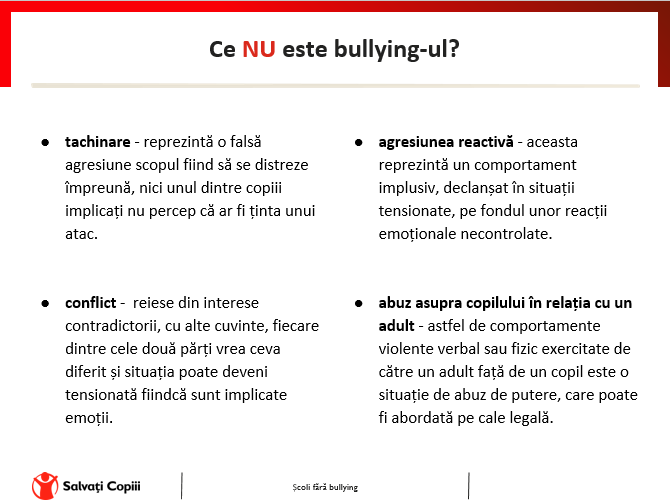 Ce NU este bullying-ul?
● tachinare - reprezintă o falsă
agresiune scopul fiind să se distreze
împreună, nici unul dintre copiii
implicați nu percep că ar fi ținta unui
atac.
● conflict -  reiese din interese
contradictorii, cu alte cuvinte, fiecare
dintre cele două părți vrea ceva
diferit și situația poate deveni
tensionată fiindcă sunt implicate
emoții.
● agresiunea reactivă - aceasta
reprezintă un comportament
implusiv, declanșat în situații
tensionate, pe fondul unor reacții
emoționale necontrolate.
● abuz asupra copilului în relația cu un
adult - astfel de comportamente
violente verbal sau fizic exercitate de
către un adult față de un copil este o
situație de abuz de putere, care poate
fi abordată pe cale legală.
Salvați Copiii
Școli fără bullying